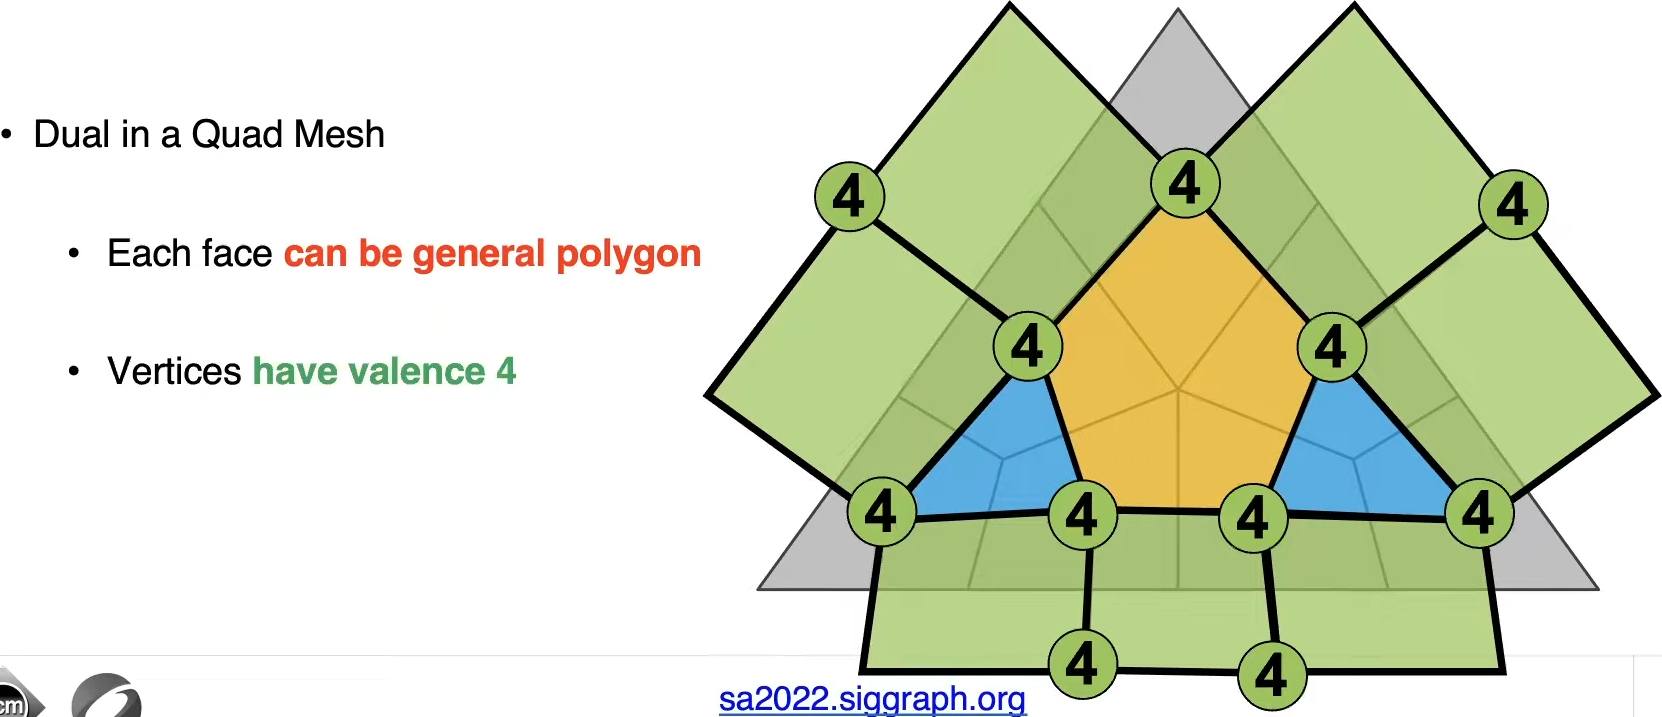 • Dual in a Quad Mesh
• Each face can be general polygon
• Vertices have valence 4
4
4
4
4
4
4
4
4
4
4
4
cm
sa2022.siggraph.org